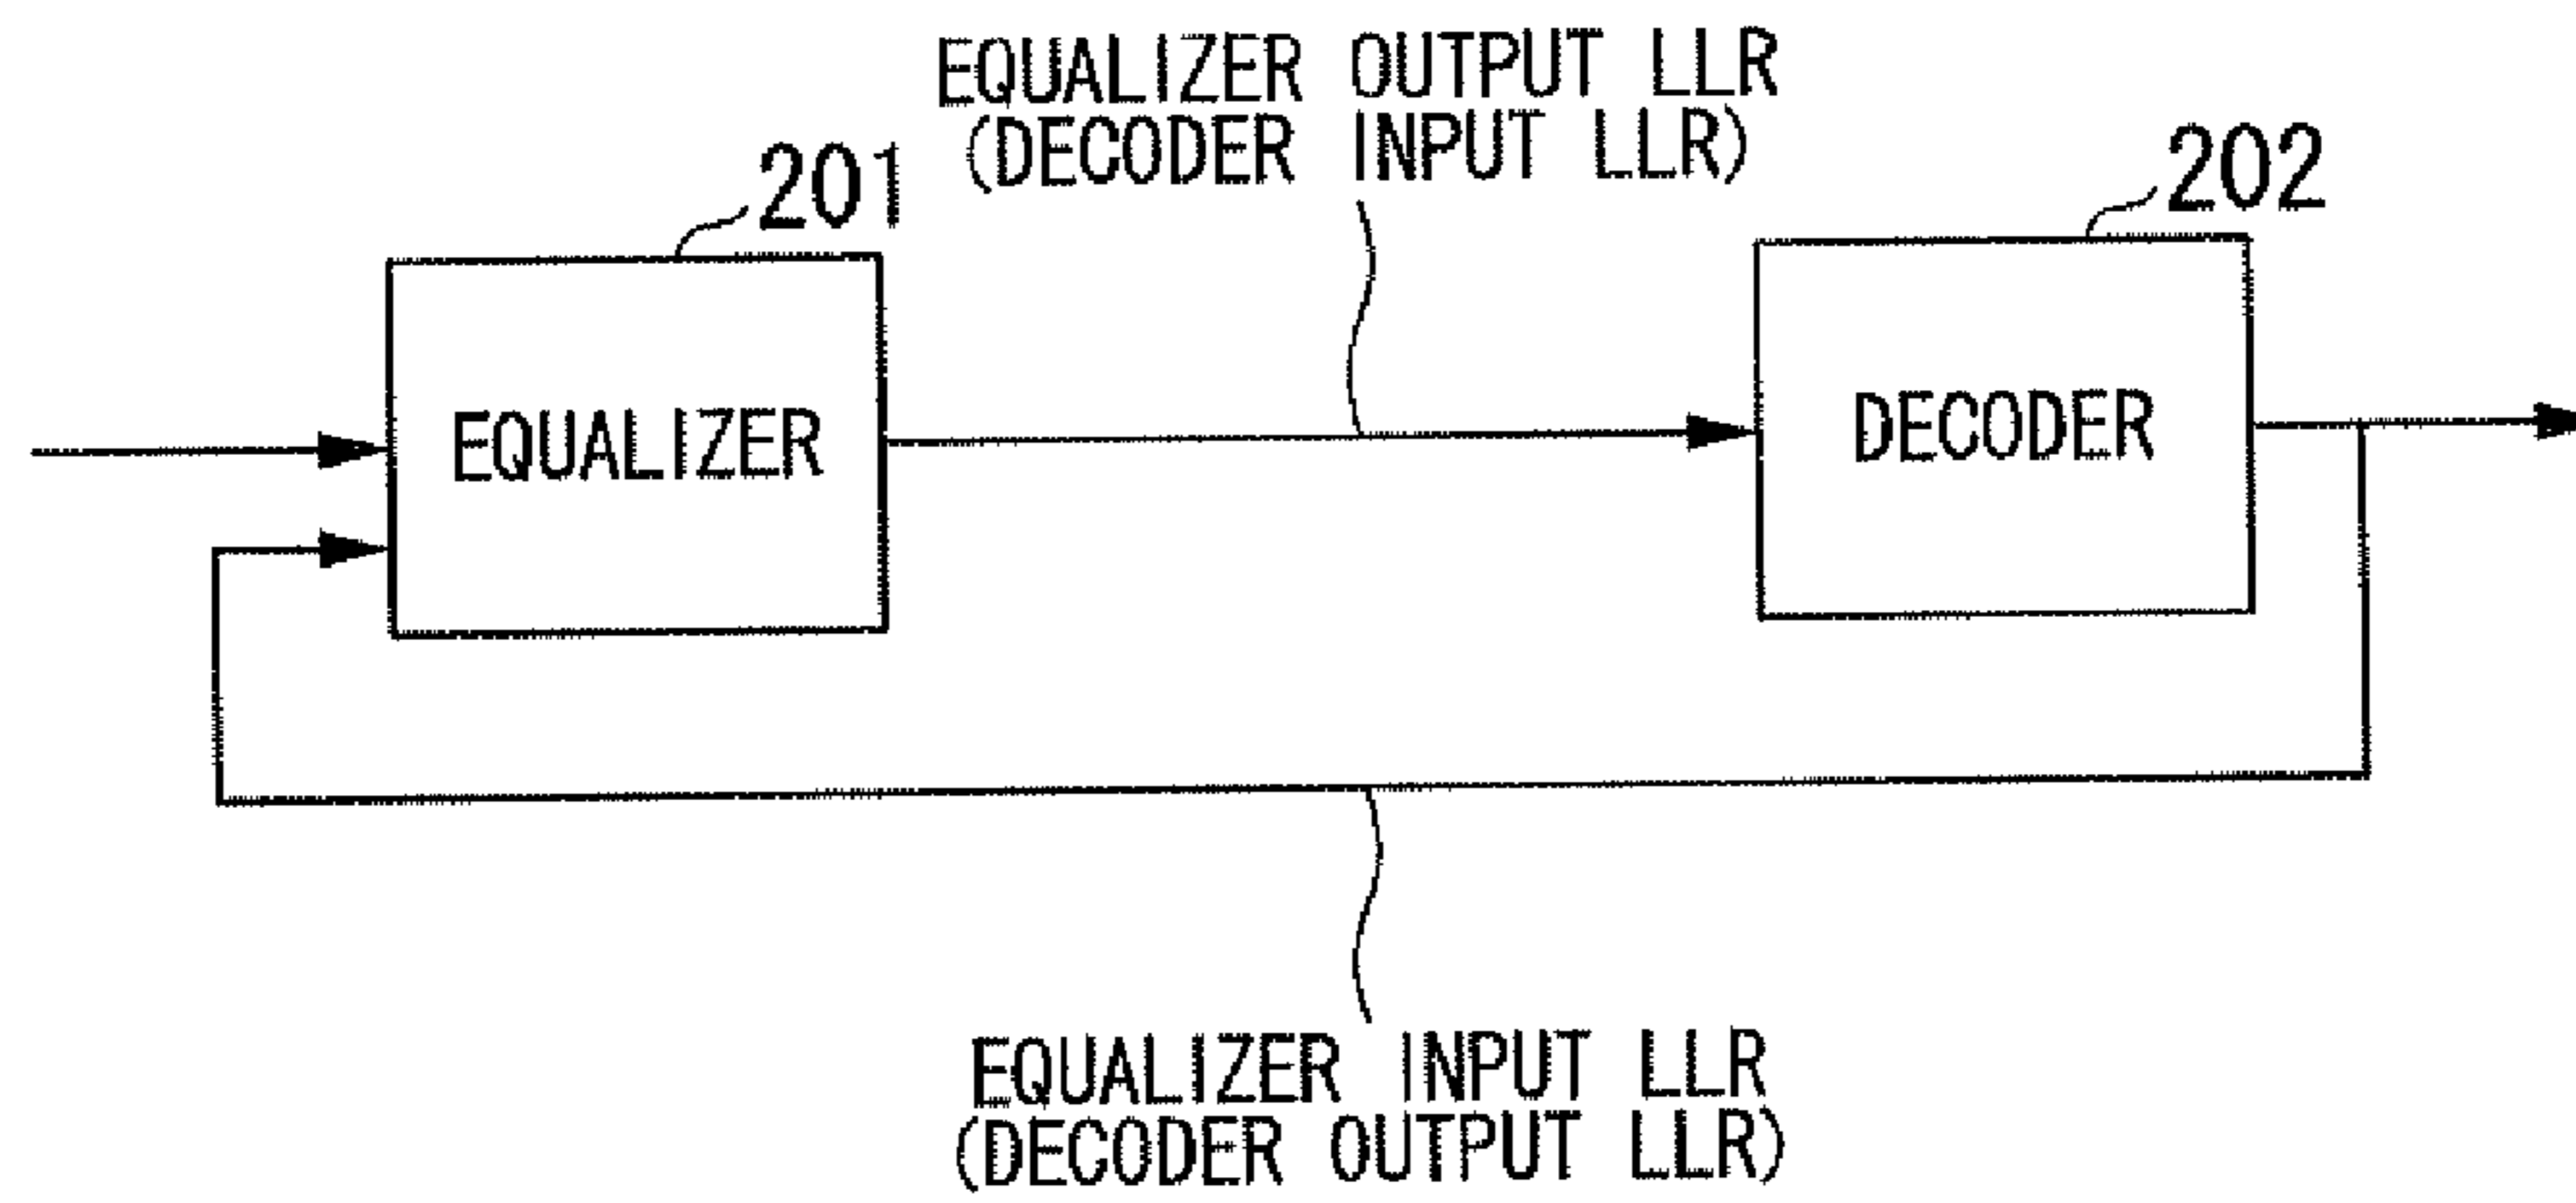 EQUALIZER OUTPUT LLR
(DECODER INPUT LLR)
201
202
EQUALIZER
DECODER
EQUALIZER INPUT LLR
(DECODER OUTPUT LLR)